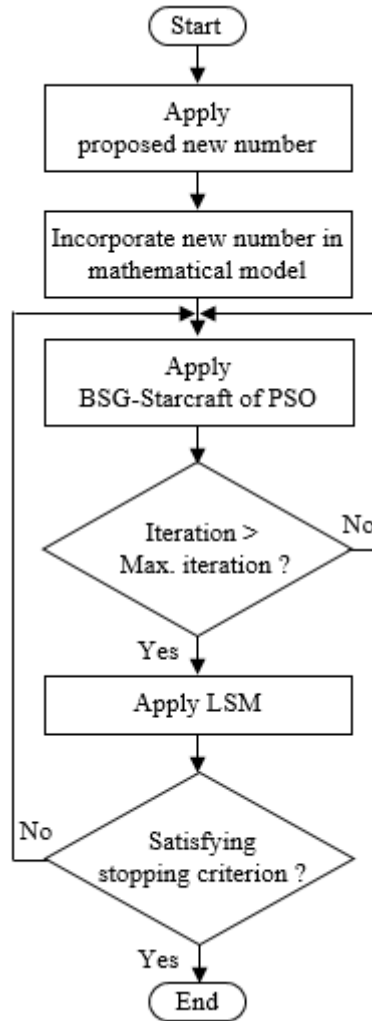 Start
Apply
proposed new number
Incorporate new number in
mathematical model
Apply
BSG-Starcraft of PSO
Iteration >
Max. iteration ?
No
Yes
Apply LSM
No
Satisfying
stopping criterion ?
Yes
End